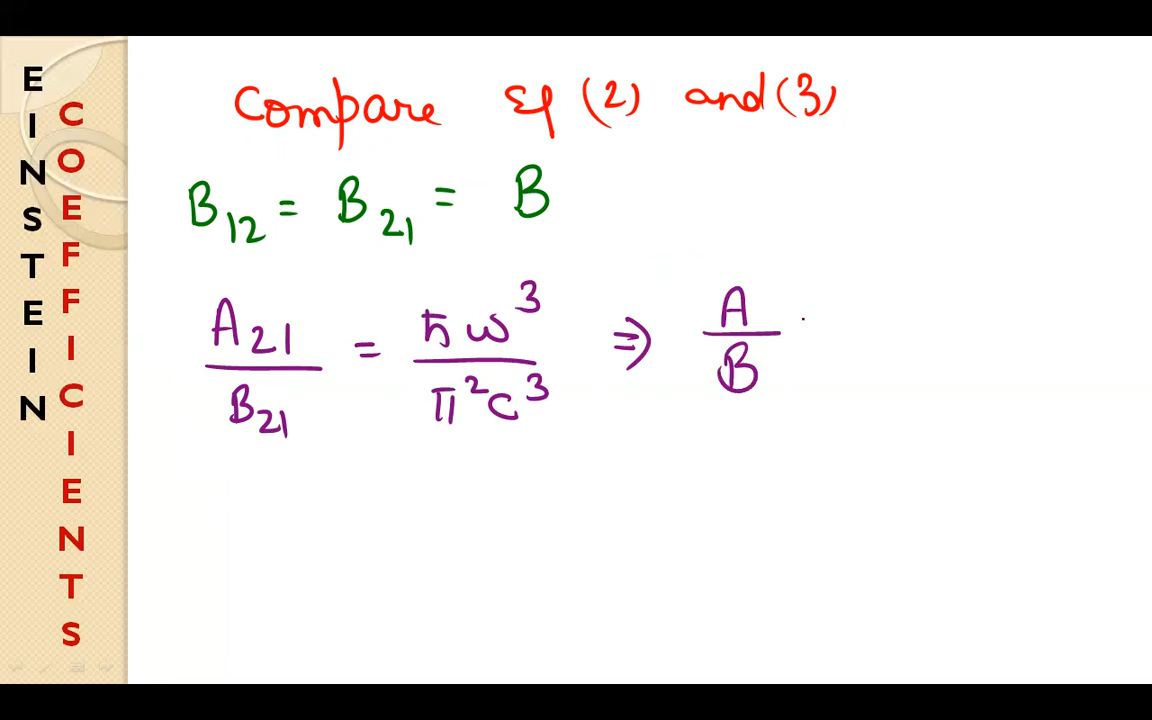 EINSTEIN
COEFFICIENTS
Compare Eq (2) and (3)
B₁₂ = B₂₁ = B
A₂₁/B₂₁ = ħω³/π²c³ ⇒ A/B